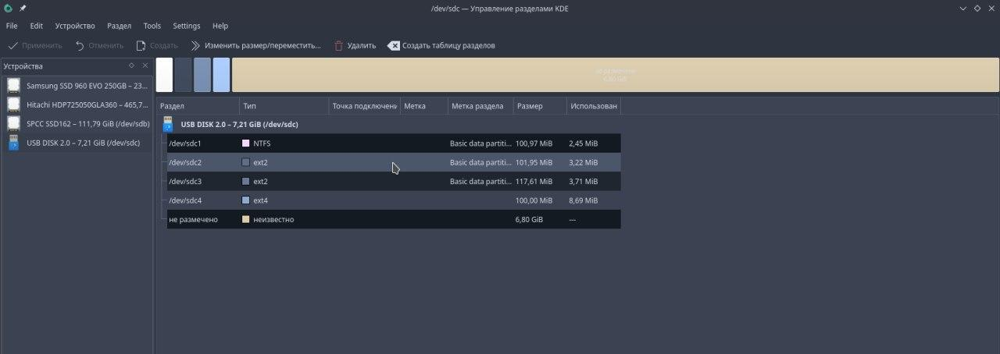 /dev/sdc — Управление разделами KDE
File Edit Устройство Раздел Tools Settings Help
Применить Отменить Создать Изменить размер/переместить... Удалить Создать таблицу разделов
Устройства
Samsung SSD 960 EVO 250GB – 23...
Hitachi HDP725050GLA360 – 465,7...
SPCC SSD162 – 111,79 GiB (/dev/sdb)
USB DISK 2.0 – 7,21 GiB (/dev/sdc)
не размечено
6,80 GiB
Раздел Тип Точка подключени Метка Метка раздела Размер Использован
USB DISK 2.0 – 7,21 GiB (/dev/sdc)
/dev/sdc1 NTFS Basic data partiti... 100,97 MiB 2,45 MiB
/dev/sdc2 ext2 Basic data partiti... 101,95 MiB 3,22 MiB
/dev/sdc3 ext2 Basic data partiti... 117,61 MiB 3,71 MiB
/dev/sdc4 ext4 100,00 MiB 8,69 MiB
не размечено неизвестно 6,80 GiB ---